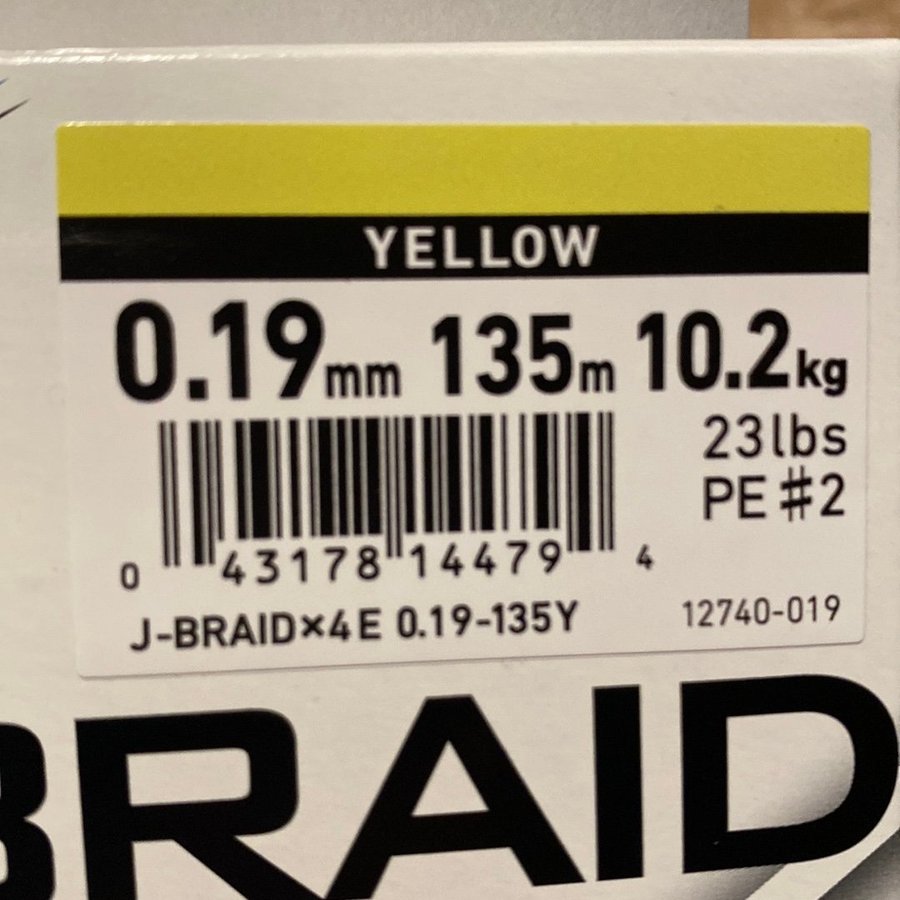 YELLOW
0.19mm 135m 10.2kg
23lbs
PE #2
0 43178 14479 4
J-BRAID×4E 0.19-135Y 12740-019
BRAID